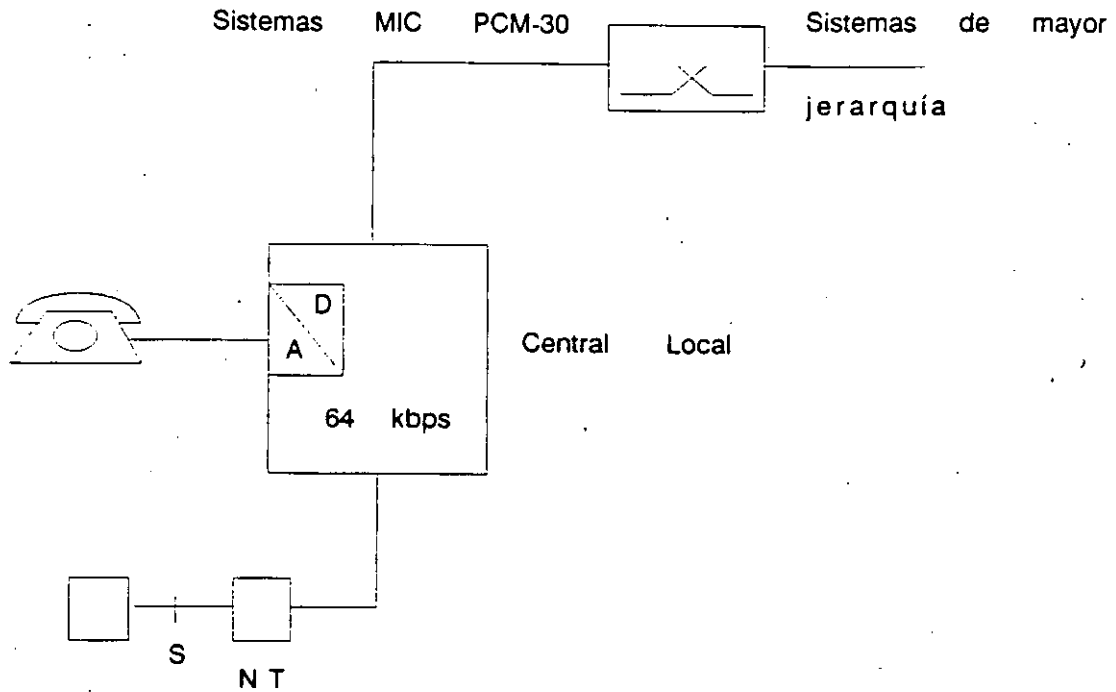 Sistemas MIC PCM-30 Sistemas de mayor
jerarquía
D
A
Central Local
64 kbps
S
N T